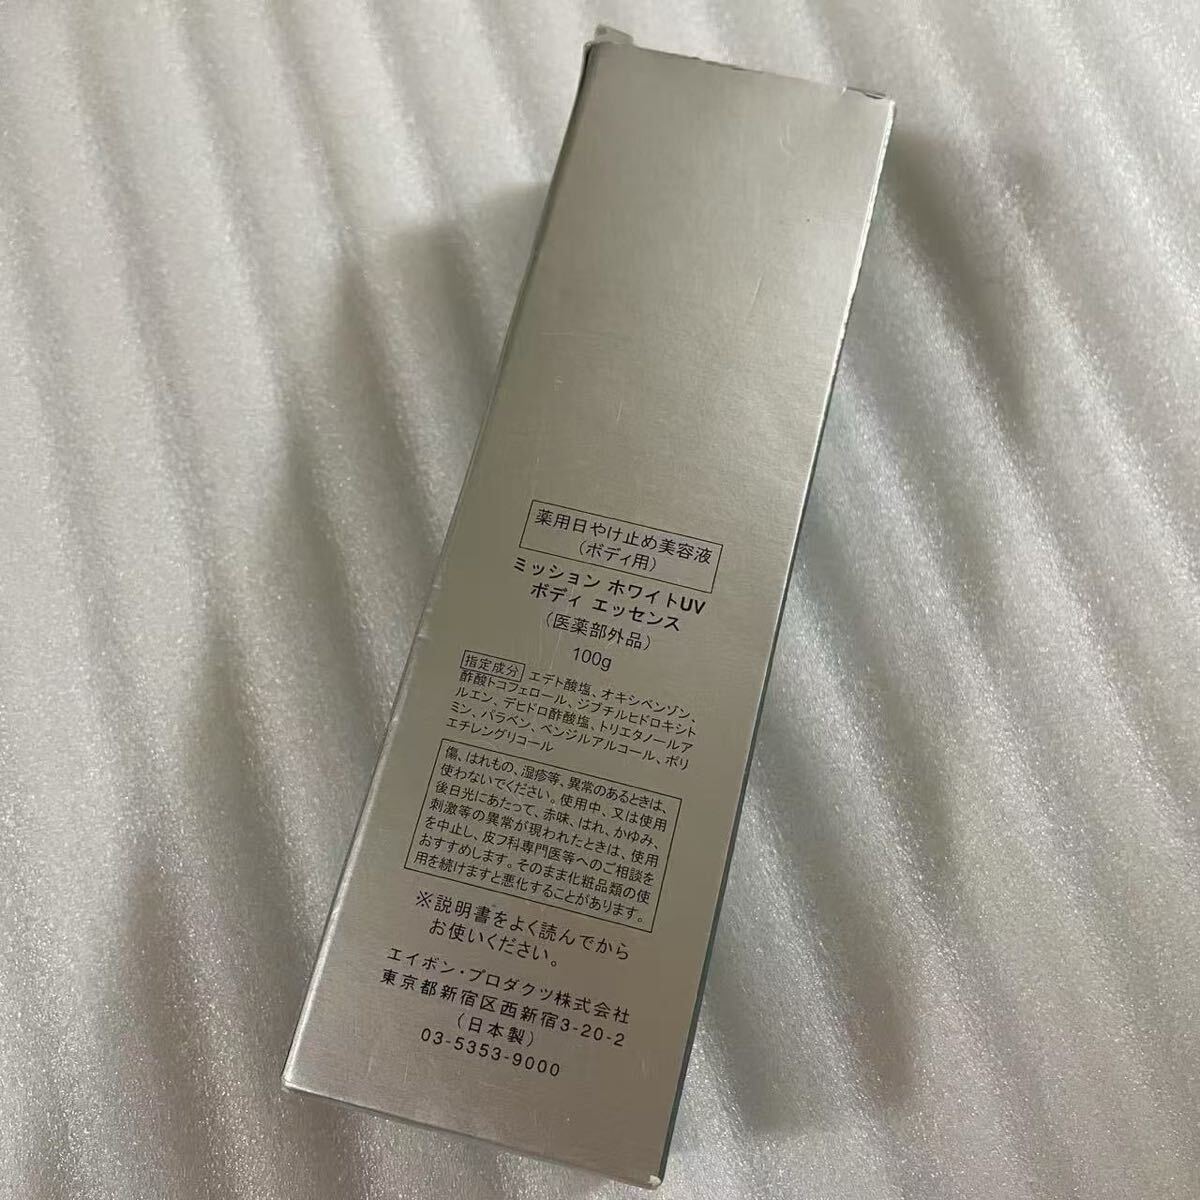 薬用日やけ止め美容液
(ボディ用)
ミッション ホワイトUV
ボディ エッセンス
(医薬部外品)
100g
指定成分 エデト酸塩、オキシベンゾン、
酢酸トコフェロール、ジブチルヒドロキシト
ルエン、デヒドロ酢酸塩、トリエタノールア
ミン、パラベン、ベンジルアルコール、ポリ
エチレングリコール
傷、はれもの、湿疹等、異常のあるときは、
使わないでください。使用中、又は使用
後日光にあたって、赤味、はれ、かゆみ、
刺激等の異常が現われたときは、使用
を中止し、皮フ科専門医等へのご相談を
おすすめします。そのまま化粧品類の使
用を続けますと悪化することがあります。
※説明書をよく読んでから
お使いください。
エイボン・プロダクツ株式会社
東京都新宿区西新宿3-20-2
(日本製)
03-5353-9000